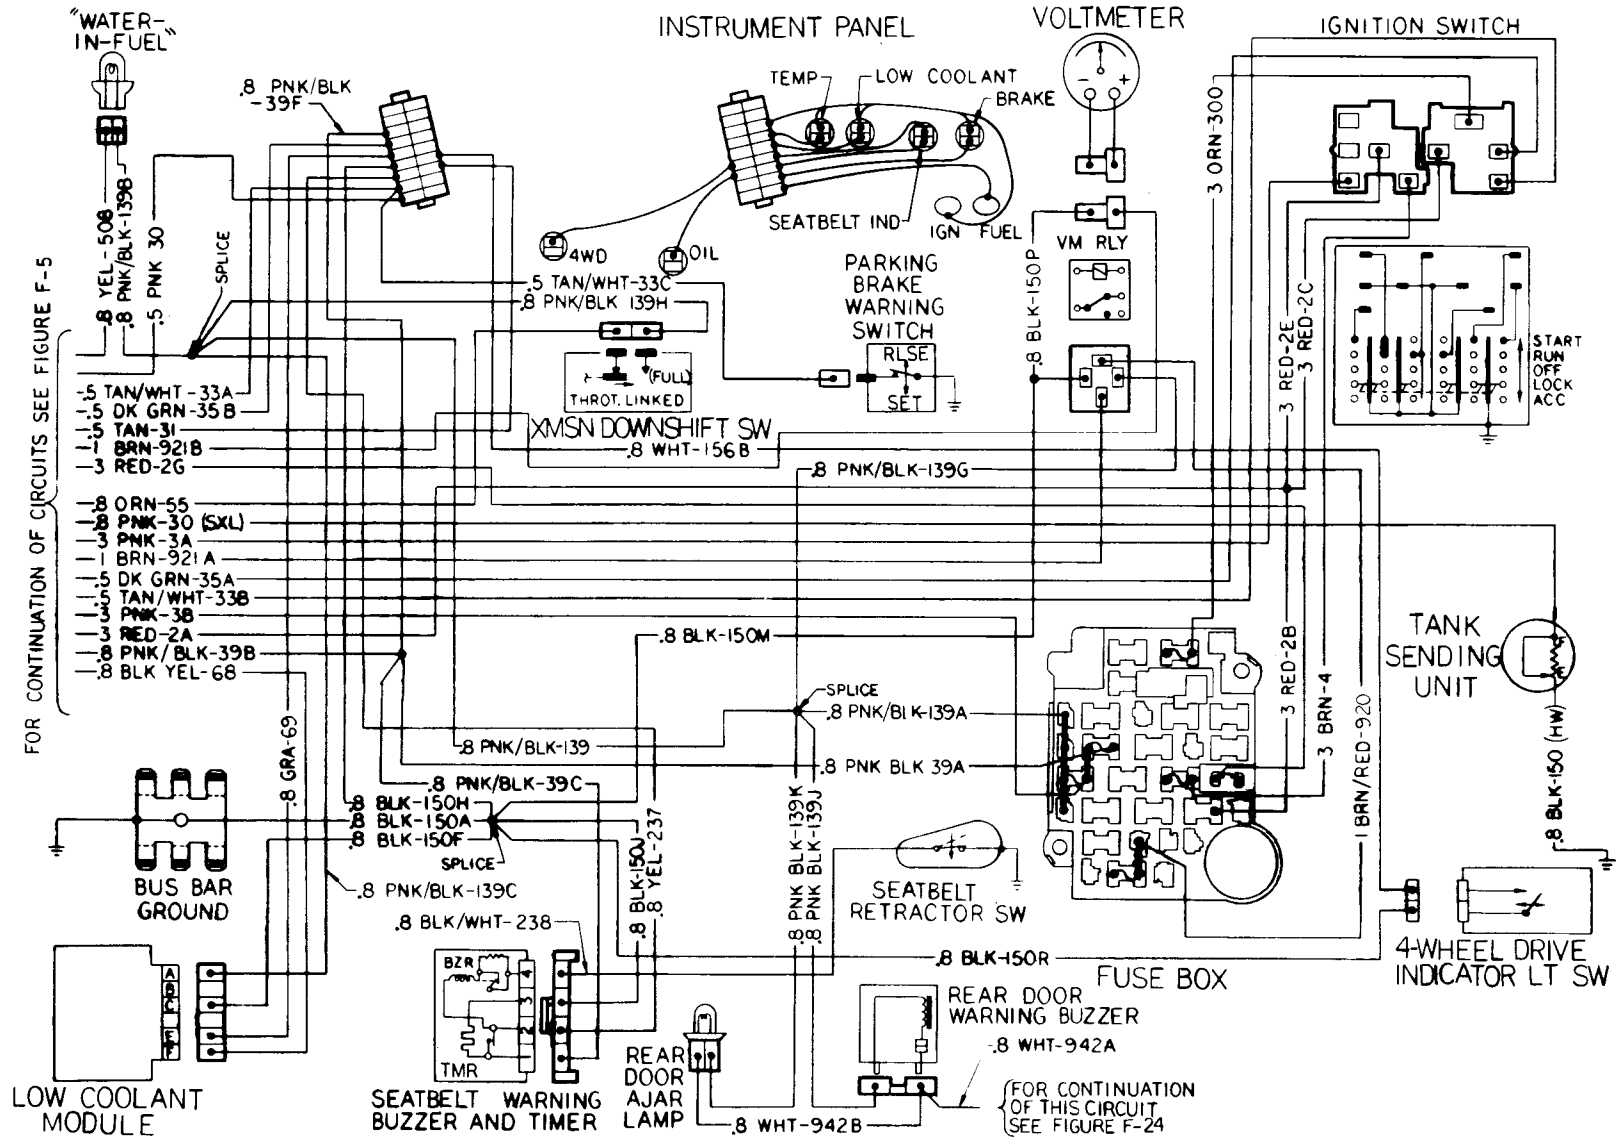 "WATER-
IN-FUEL"
INSTRUMENT PANEL
VOLTMETER
IGNITION SWITCH
.8 PNK/BLK
-39F
TEMP
LOW COOLANT
BRAKE
- +
3 ORN-300
.8 YEL-508
.8 PNK/BLK-139B
.5 PNK 30
SPLICE
SEATBELT IND
IGN FUEL
4WD
OIL
VM RLY
PARKING
BRAKE
WARNING
SWITCH
RLSE
SET
.5 TAN/WHT-33C
.8 PNK/BLK 139H
(FULL)
THROT. LINKED
XMSN DOWNSHIFT SW
.8 BLK-150P
3 RED-2E
3 RED-2C
START
RUN
OFF
LOCK
ACC
FOR CONTINUATION OF CIRCUITS SEE FIGURE F-5
.5 TAN/WHT-33A
.5 DK GRN-35B
.5 TAN-31
1 BRN-921B
3 RED-2G
.8 ORN-55
.8 PNK-30 (SXL)
3 PNK-3A
1 BRN-921A
.5 DK GRN-35A
.5 TAN/WHT-33B
3 PNK-3B
3 RED-2A
.8 PNK/BLK-39B
.8 BLK YEL-68
.8 WHT-156B
.8 PNK/BLK-139G
.8 BLK-150M
TANK
SENDING
UNIT
SPLICE
.8 PNK/BLK-139A
.8 PNK/BLK-139
.8 PNK BLK 39A
3 RED-2B
3 BRN-4
1 BRN/RED-920
.8 BLK-150 (HW)
.8 GRA-69
.8 PNK/BLK-39C
.8 BLK-150H
.8 BLK-150A
.8 BLK-150F
SPLICE
.8 BLK-150J
.8 YEL-237
.8 PNK BLK-139K
.8 PNK/BLK-139J
BUS BAR
GROUND
.8 PNK/BLK-139C
.8 BLK/WHT-238
SEATBELT
RETRACTOR SW
.8 BLK-150R
FUSE BOX
4-WHEEL DRIVE
INDICATOR LT SW
A
B
C
E
F
LOW COOLANT
MODULE
BZR
4
3
2
TMR
SEATBELT WARNING
BUZZER AND TIMER
REAR
DOOR
AJAR
LAMP
REAR DOOR
WARNING BUZZER
.8 WHT-942A
.8 WHT-942B
FOR CONTINUATION
OF THIS CIRCUIT
SEE FIGURE F-24